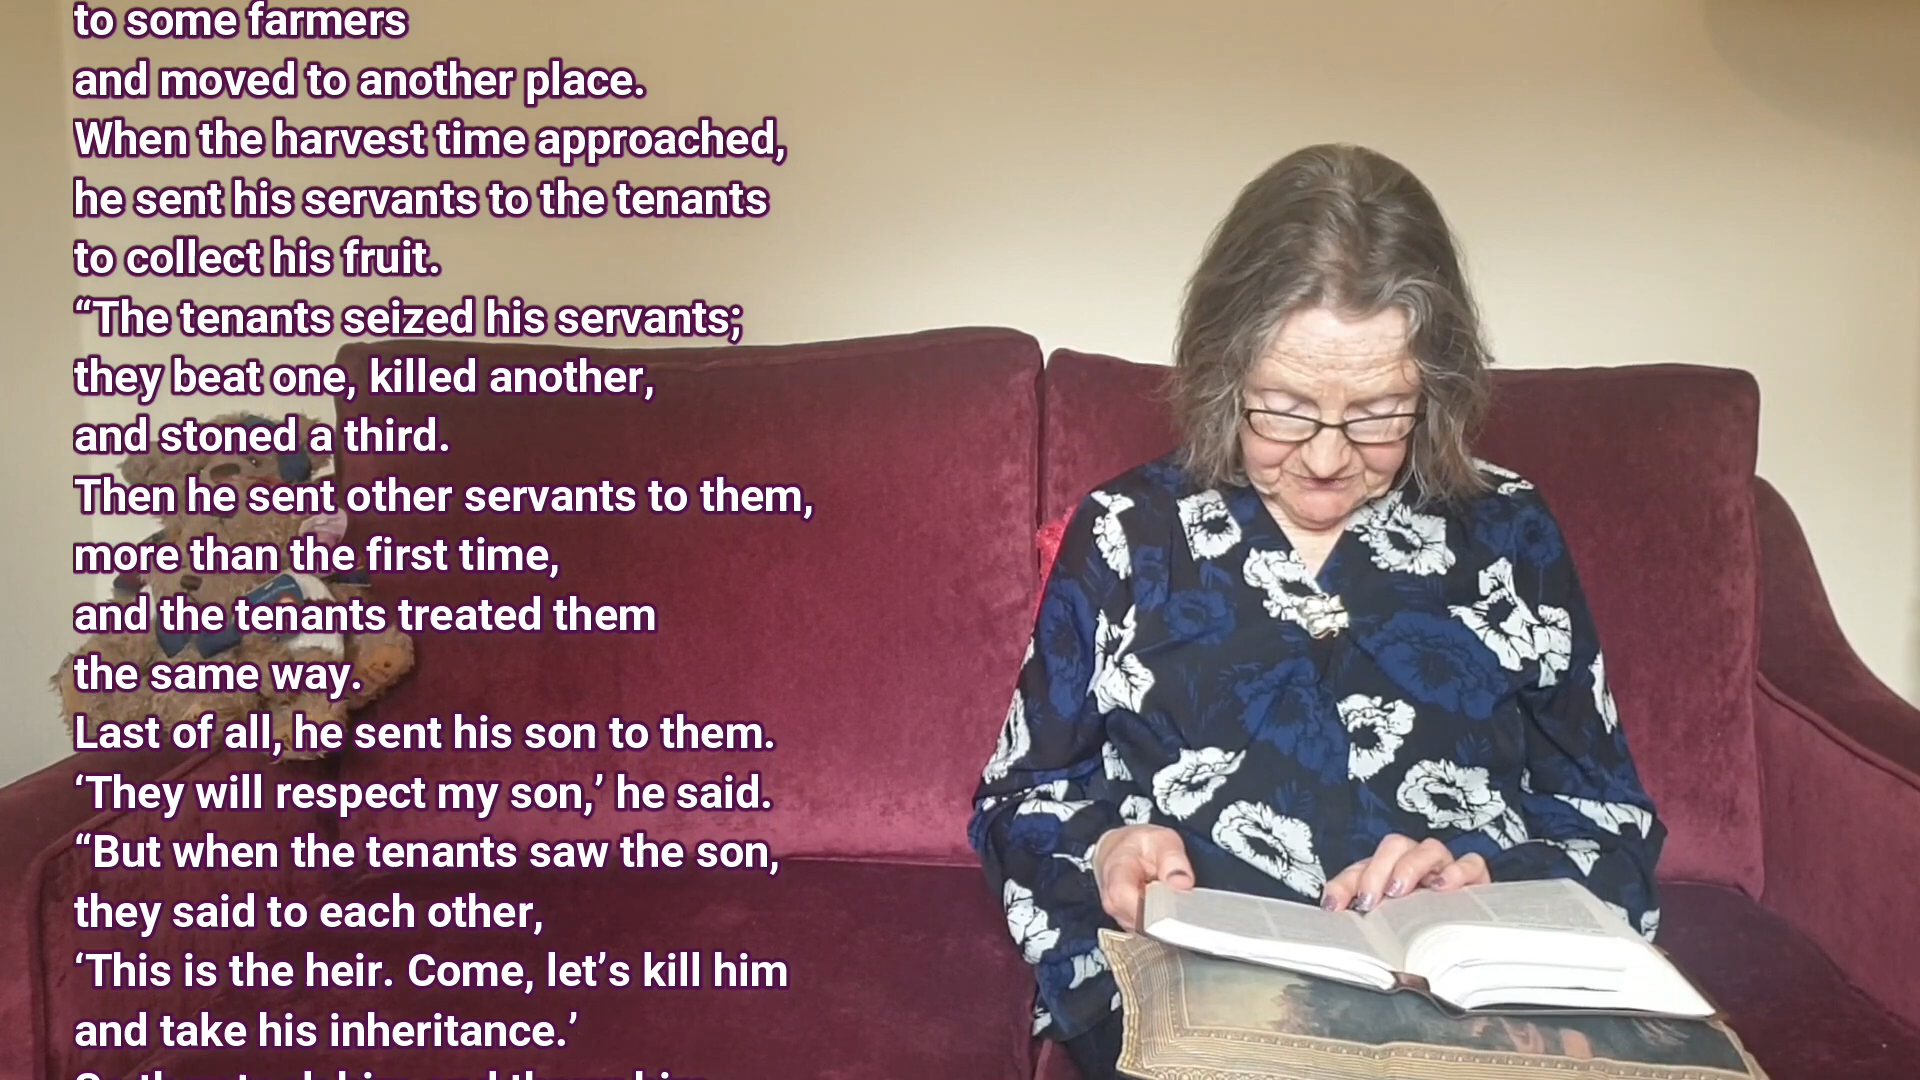 to some farmers
and moved to another place.
When the harvest time approached,
he sent his servants to the tenants
to collect his fruit.
“The tenants seized his servants;
they beat one, killed another,
and stoned a third.
Then he sent other servants to them,
more than the first time,
and the tenants treated them
the same way.
Last of all, he sent his son to them.
‘They will respect my son,’ he said.
“But when the tenants saw the son,
they said to each other,
‘This is the heir. Come, let’s kill him
and take his inheritance.’